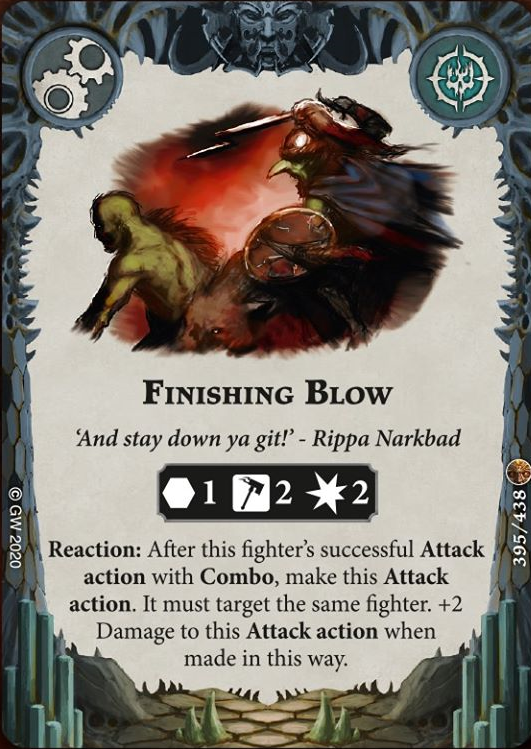 Finishing Blow
‘And stay down ya git!’ - Rippa Narkbad
1 2 2
Reaction: After this fighter's successful Attack
action with Combo, make this Attack
action. It must target the same fighter. +2
Damage to this Attack action when
made in this way.
© GW 2020
395/438